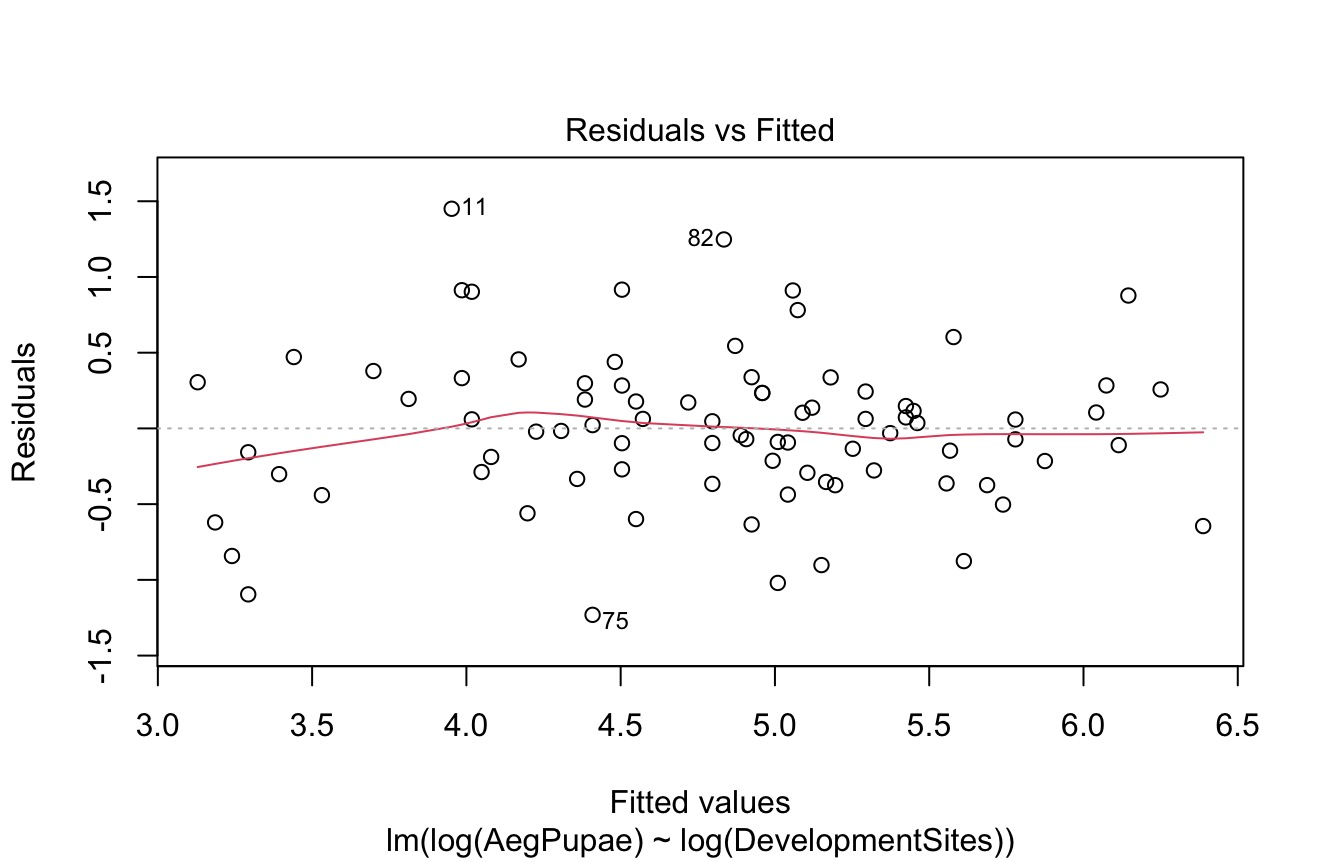 Residuals vs Fitted
Residuals
1.5
1.0
0.5
-0.5
-1.5
11
82
75
3.0 3.5 4.0 4.5 5.0 5.5 6.0 6.5
Fitted values
lm(log(AegPupae) ~ log(DevelopmentSites))